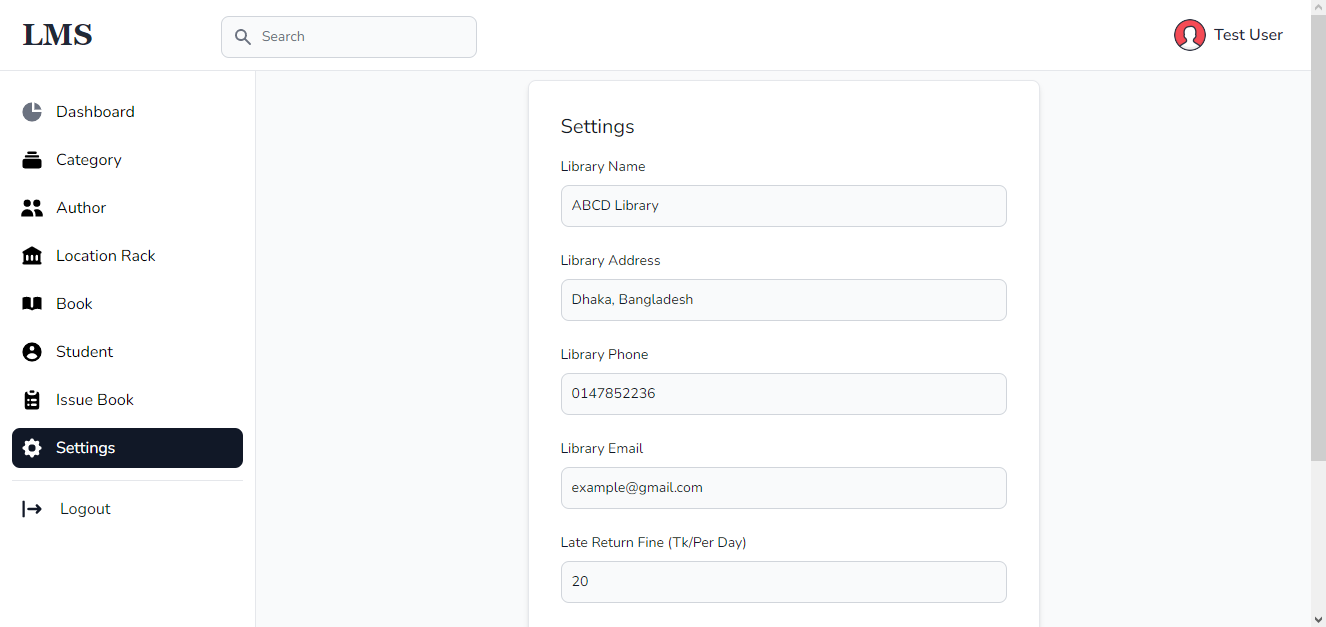 LMS
Search
Test User
Dashboard
Category
Author
Location Rack
Book
Student
Issue Book
Settings
Logout
Settings
Library Name
ABCD Library
Library Address
Dhaka, Bangladesh
Library Phone
0147852236
Library Email
example@gmail.com
Late Return Fine (Tk/Per Day)
20